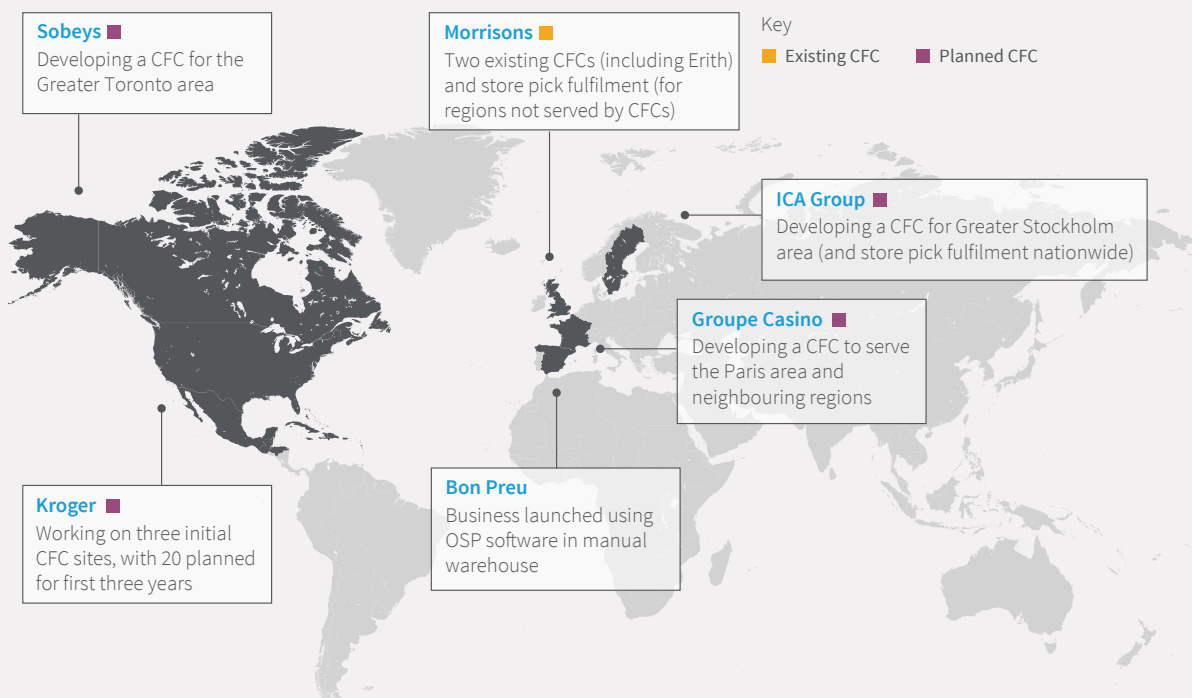 Sobeys
Developing a CFC for the
Greater Toronto area
Morrisons
Two existing CFCs (including Erith)
and store pick fulfilment (for
regions not served by CFCs)
Key
Existing CFC
Planned CFC
ICA Group
Developing a CFC for Greater Stockholm
area (and store pick fulfilment nationwide)
Groupe Casino
Developing a CFC to serve
the Paris area and
neighbouring regions
Kroger
Working on three initial
CFC sites, with 20 planned
for first three years
Bon Preu
Business launched using
OSP software in manual
warehouse